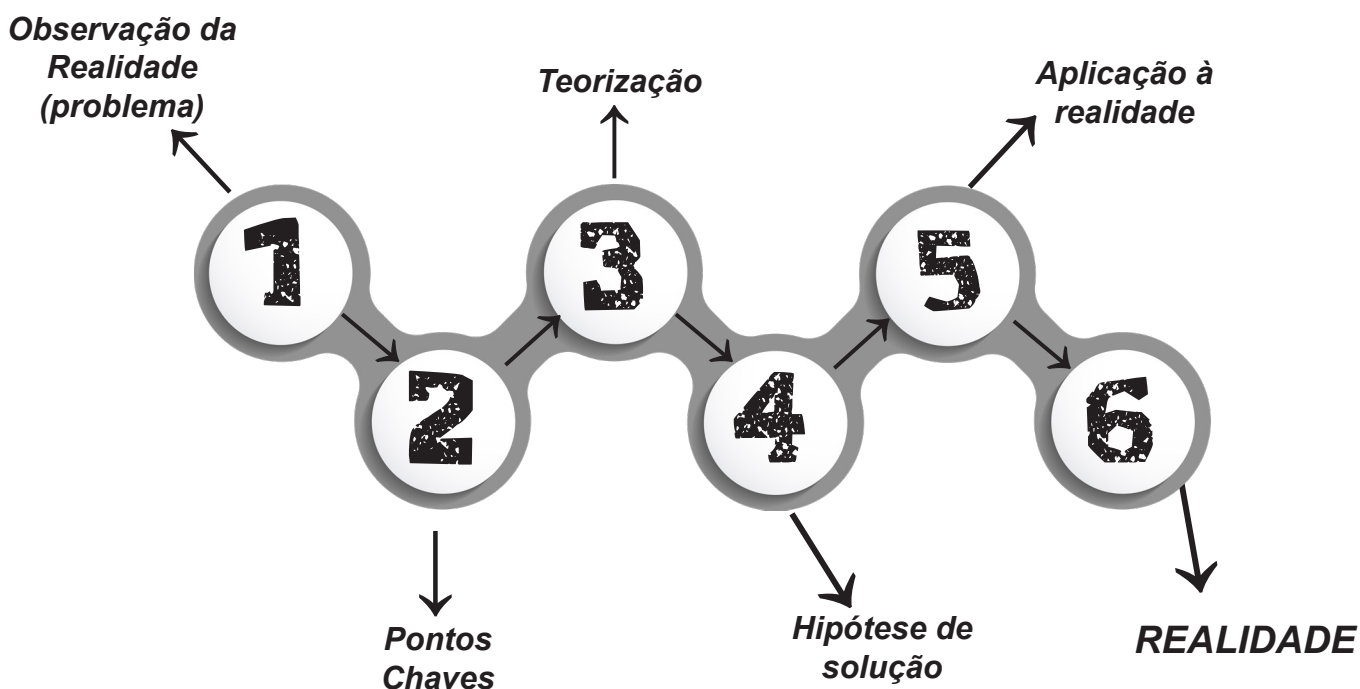 Observação da
Realidade
(problema)
Teorização
Aplicação à
realidade
1
3
5
2
4
6
Pontos
Chaves
Hipótese de
solução
REALIDADE